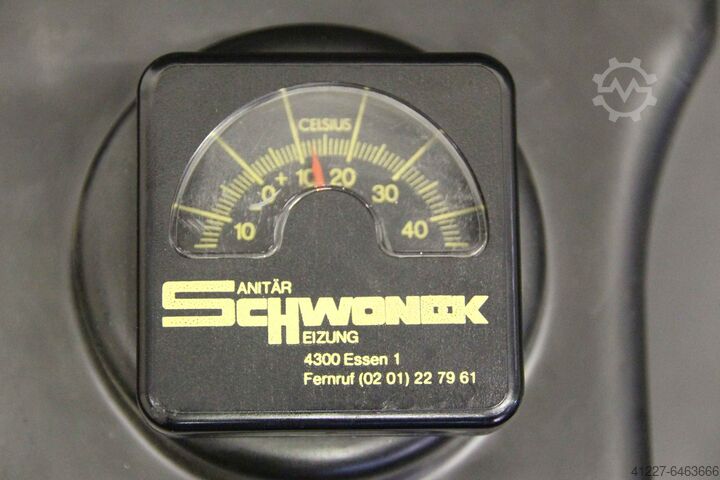 CELSIUS
10 0 + 10 20 30 40
SANITÄR
SCHWONEK
HEIZUNG
4300 Essen 1
Fernruf (02 01) 22 79 61
41227-6463666